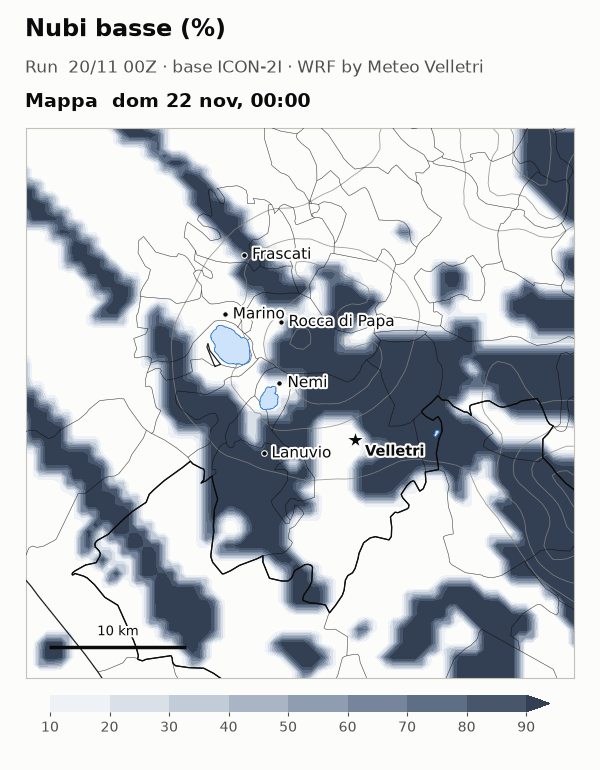 Nubi basse (%)
Run 20/11 00Z · base ICON-2I · WRF by Meteo Velletri
Mappa dom 22 nov, 00:00
Frascati
Marino
Rocca di Papa
Nemi
Velletri
Lanuvio
10 km
10 20 30 40 50 60 70 80 90